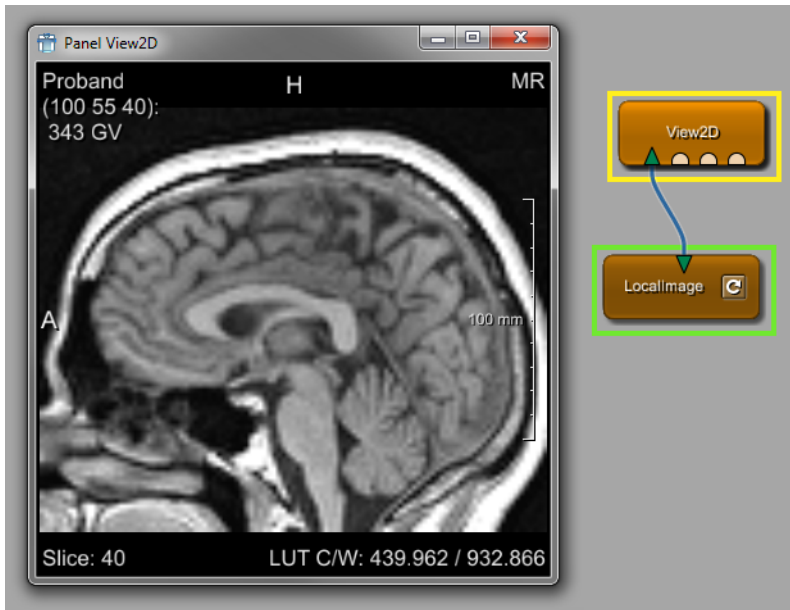 Panel View2D
Proband
(100 55 40):
343 GV
H
MR
A
100 mm
Slice: 40
LUT C/W: 439.962 / 932.866
View2D
LocalImage